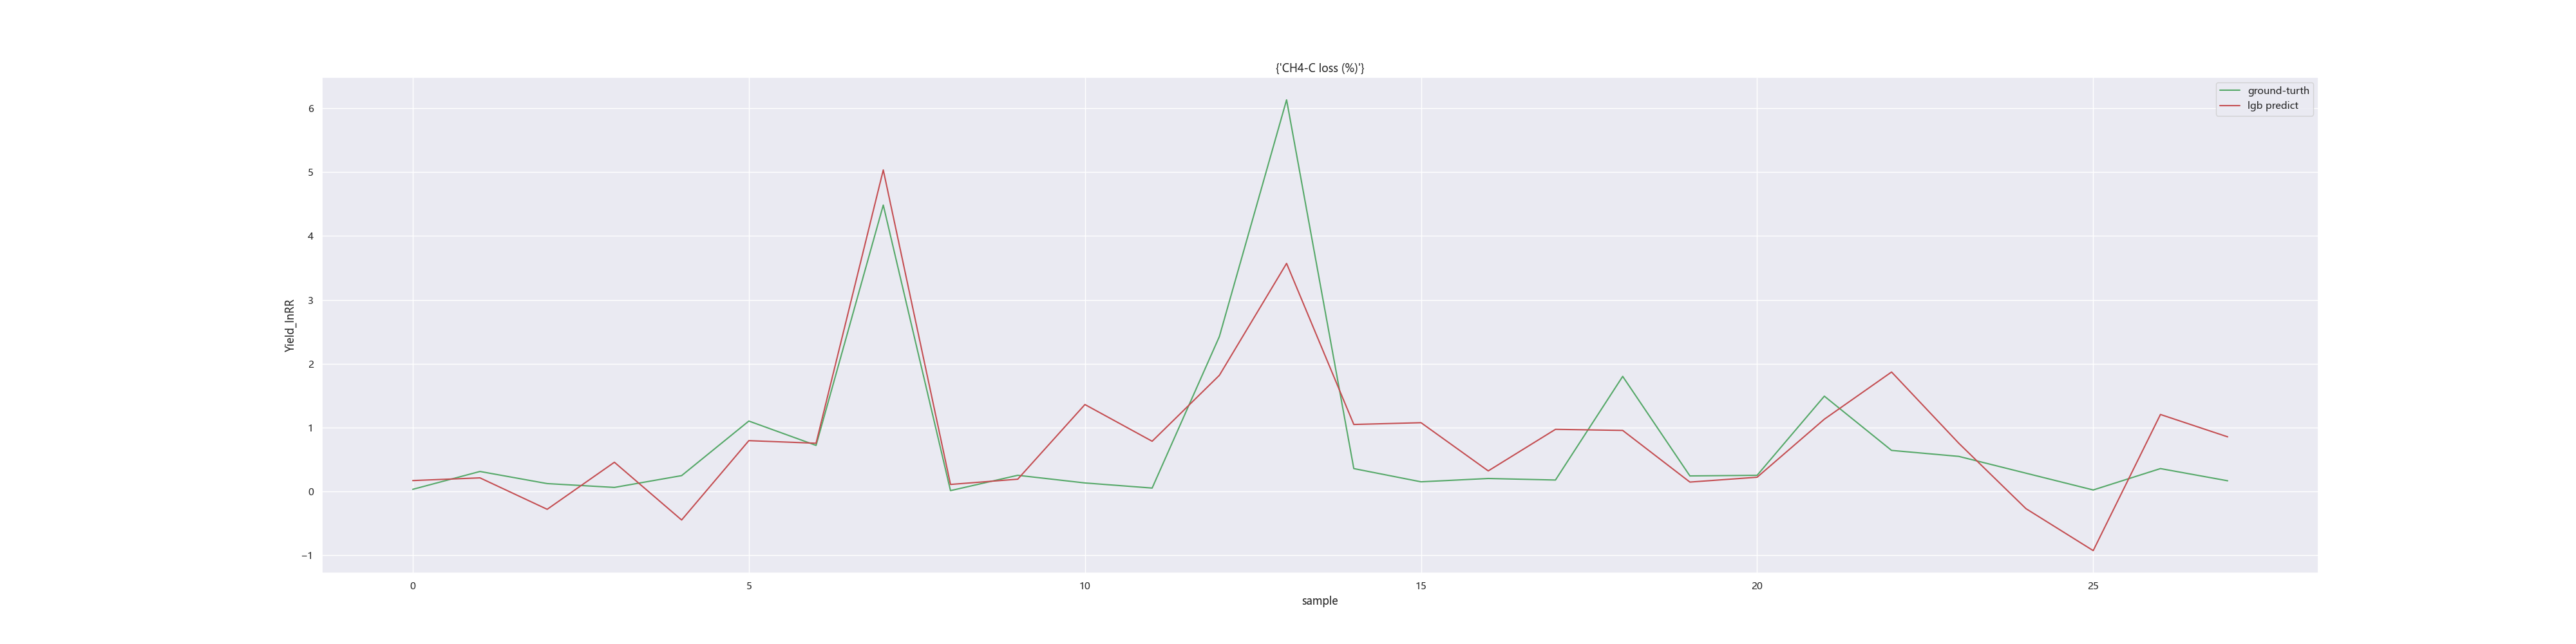 {'CH4-C loss (%)'}
ground-turth
lgb predict
6
5
4
3
2
1
0
−1
Yield_lnRR
0
5
10
15
20
25
sample